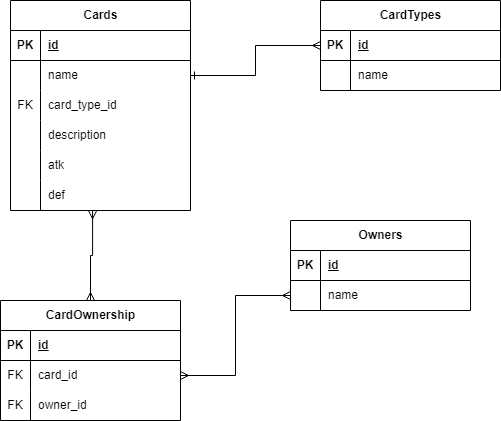 Cards
PK id
name
FK card_type_id
description
atk
def
CardTypes
PK id
name
Owners
PK id
name
CardOwnership
PK id
FK card_id
FK owner_id